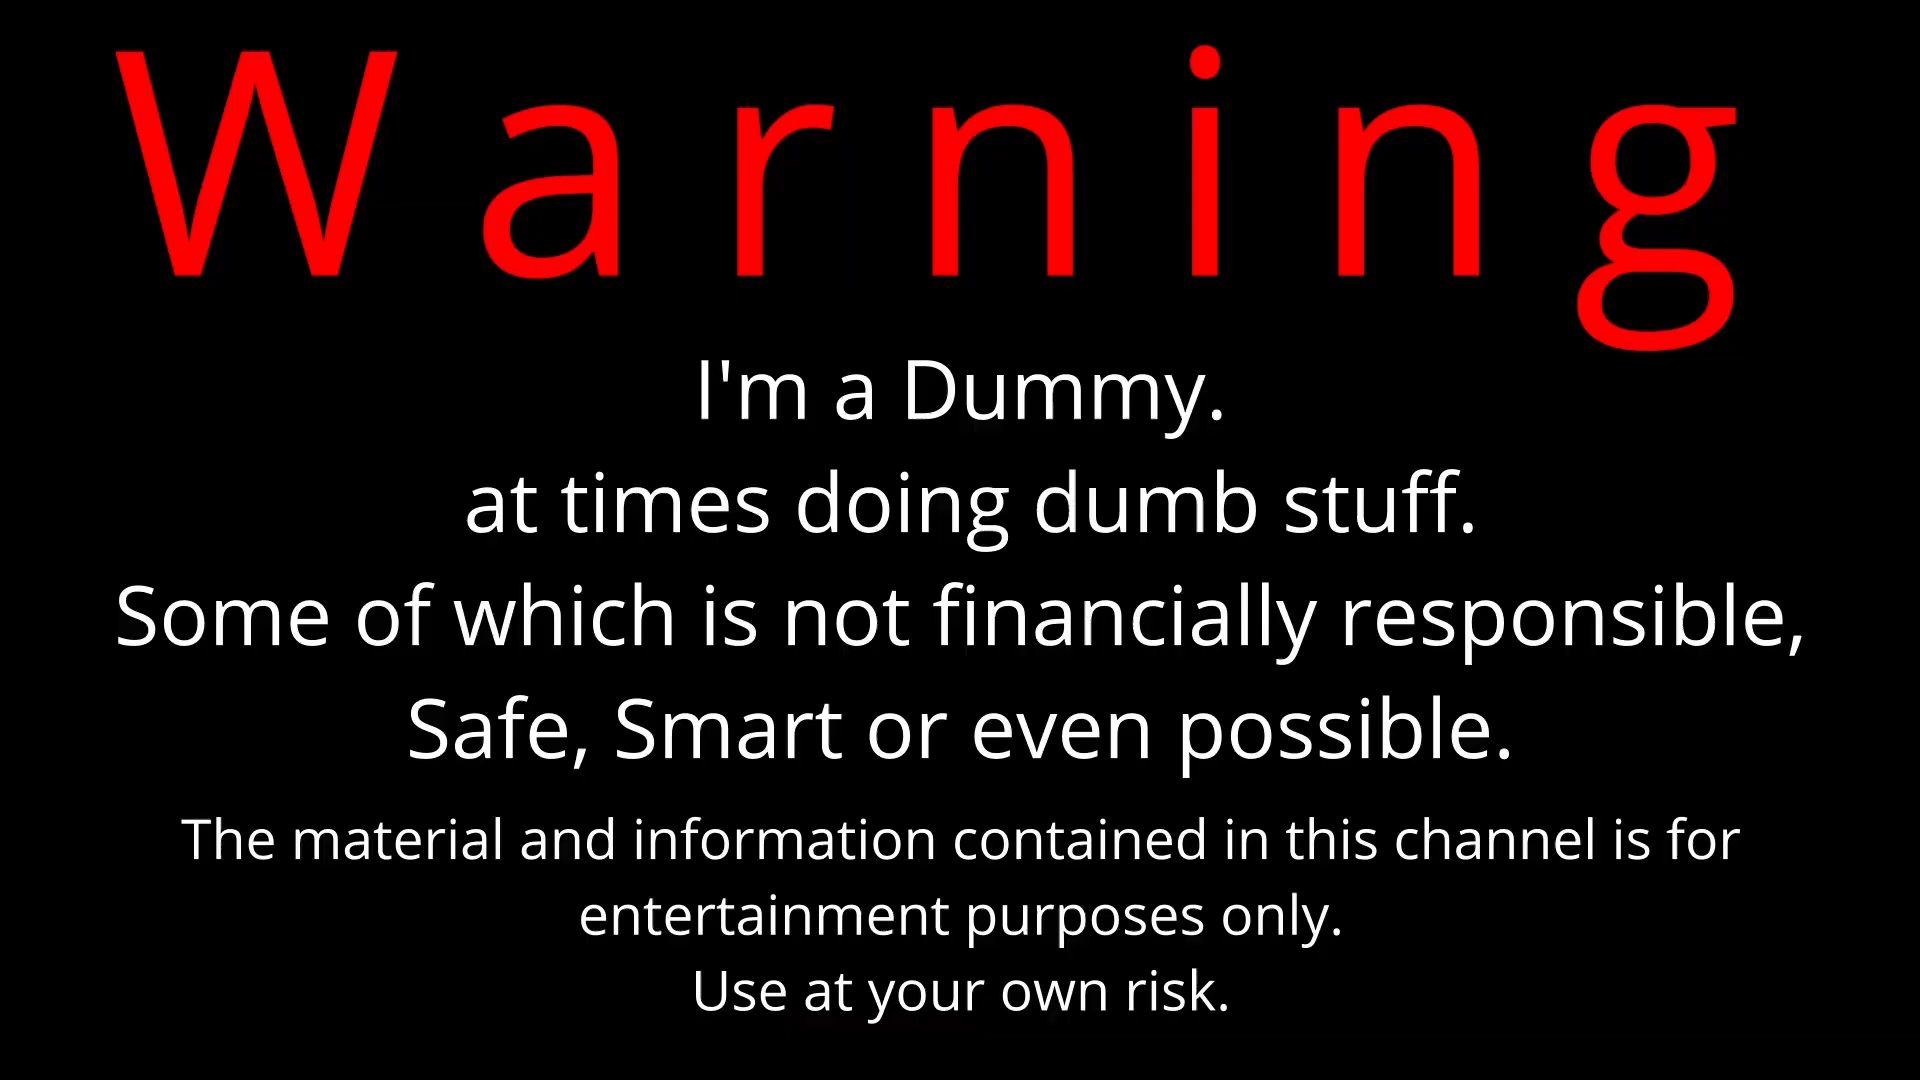 Warning
I'm a Dummy.
at times doing dumb stuff.
Some of which is not financially responsible,
Safe, Smart or even possible.
The material and information contained in this channel is for
entertainment purposes only.
Use at your own risk.